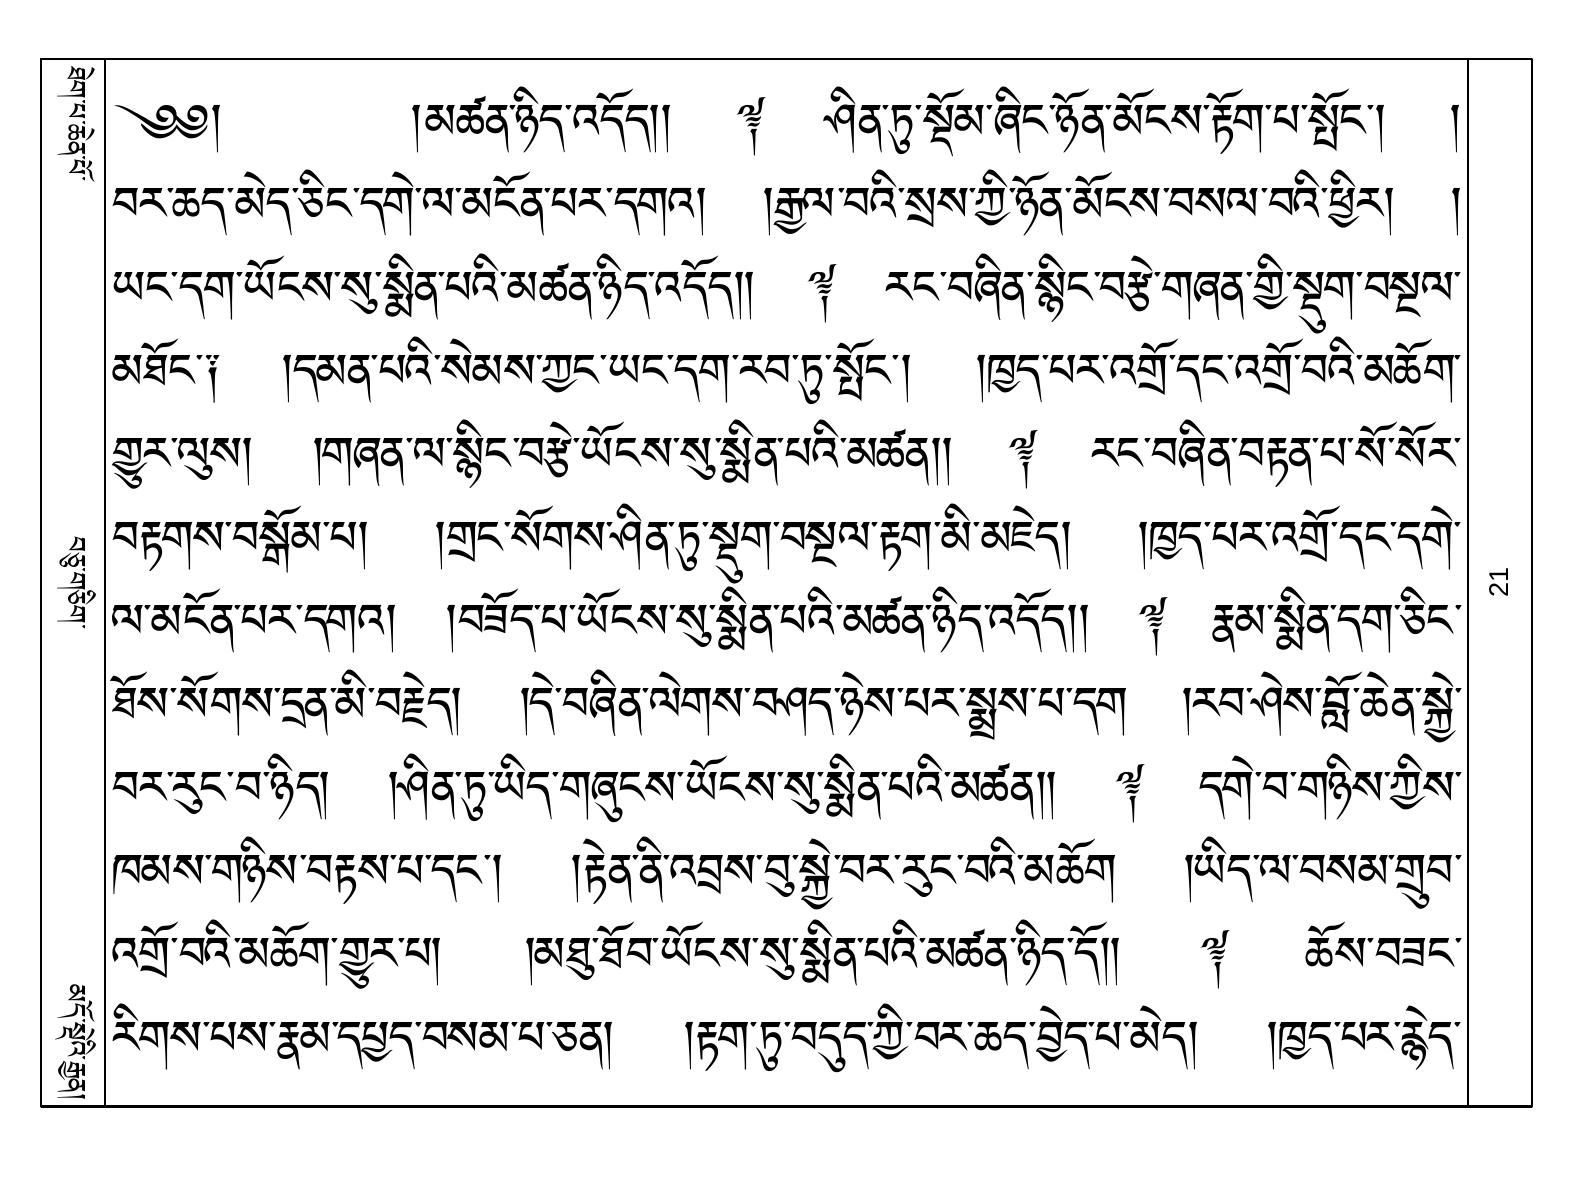 ༄༅།  །མཚན་ཉིད་འདོད།། ༈ ཤིན་ཏུ་སྡོམ་ཞིང་ཉོན་མོངས་རྟོག་པ་སྤོང་། །
བར་ཆད་མེད་ཅིང་དགེ་ལ་མངོན་པར་དགའ། །རྒྱལ་བའི་སྲས་ཀྱི་ཉོན་མོངས་བསལ་བའི་ཕྱིར། །
ཡང་དག་ཡོངས་སུ་སྨིན་པའི་མཚན་ཉིད་འདོད།། ༈ རང་བཞིན་སྙིང་བརྩེ་གཞན་གྱི་སྡུག་བསྔལ་
མཐོང་༑ །དམན་པའི་སེམས་ཀྱང་ཡང་དག་རབ་ཏུ་སྤོང་། །ཁྱད་པར་འགྲོ་དང་འགྲོ་བའི་མཆོག་
གྱུར་ལུས། །གཞན་ལ་སྙིང་བརྩེ་ཡོངས་སུ་སྨིན་པའི་མཚན།། ༈ རང་བཞིན་བརྟན་པ་སོ་སོར་
བརྟགས་བསྒོམ་པ། །གྲང་སོགས་ཤིན་ཏུ་སྡུག་བསྔལ་རྟག་མི་མཇེད། །ཁྱད་པར་འགྲོ་དང་དགེ་
ལ་མངོན་པར་དགའ། །བཟོད་པ་ཡོངས་སུ་སྨིན་པའི་མཚན་ཉིད་འདོད།། ༈ རྣམ་སྨིན་དག་ཅིང་
ཐོས་སོགས་དྲན་མི་བརྗེད། །དེ་བཞིན་ལེགས་བཤད་ཉེས་པར་སྨྲས་པ་དག །རབ་ཤེས་བློ་ཆེན་སྐྱེ་
བར་རུང་བ་ཉིད། །ཤིན་ཏུ་ཡིད་གཞུངས་ཡོངས་སུ་སྨིན་པའི་མཚན།། ༈ དགེ་བ་གཉིས་ཀྱིས་
ཁམས་གཉིས་བརྟས་པ་དང་། །རྟེན་ནི་འབྲས་བུ་སྐྱེ་བར་རུང་བའི་མཆོག །ཡིད་ལ་བསམ་གྲུབ་
འགྲོ་བའི་མཆོག་གྱུར་པ། །མཐུ་ཐོབ་ཡོངས་སུ་སྨིན་པའི་མཚན་ཉིད་དོ།། ༈ ཆོས་བཟང་
རིགས་པས་རྣམ་དཔྱད་བསམ་པ་ཅན། །རྟག་ཏུ་བདུད་ཀྱི་བར་ཆད་བྱེད་པ་མེད། །ཁྱད་པར་རྙེད་
ཐེག་པ་ཆེན་པོ་
བཅུ་གཅིག་
མདོ་སྡེའི་རྒྱན།
21